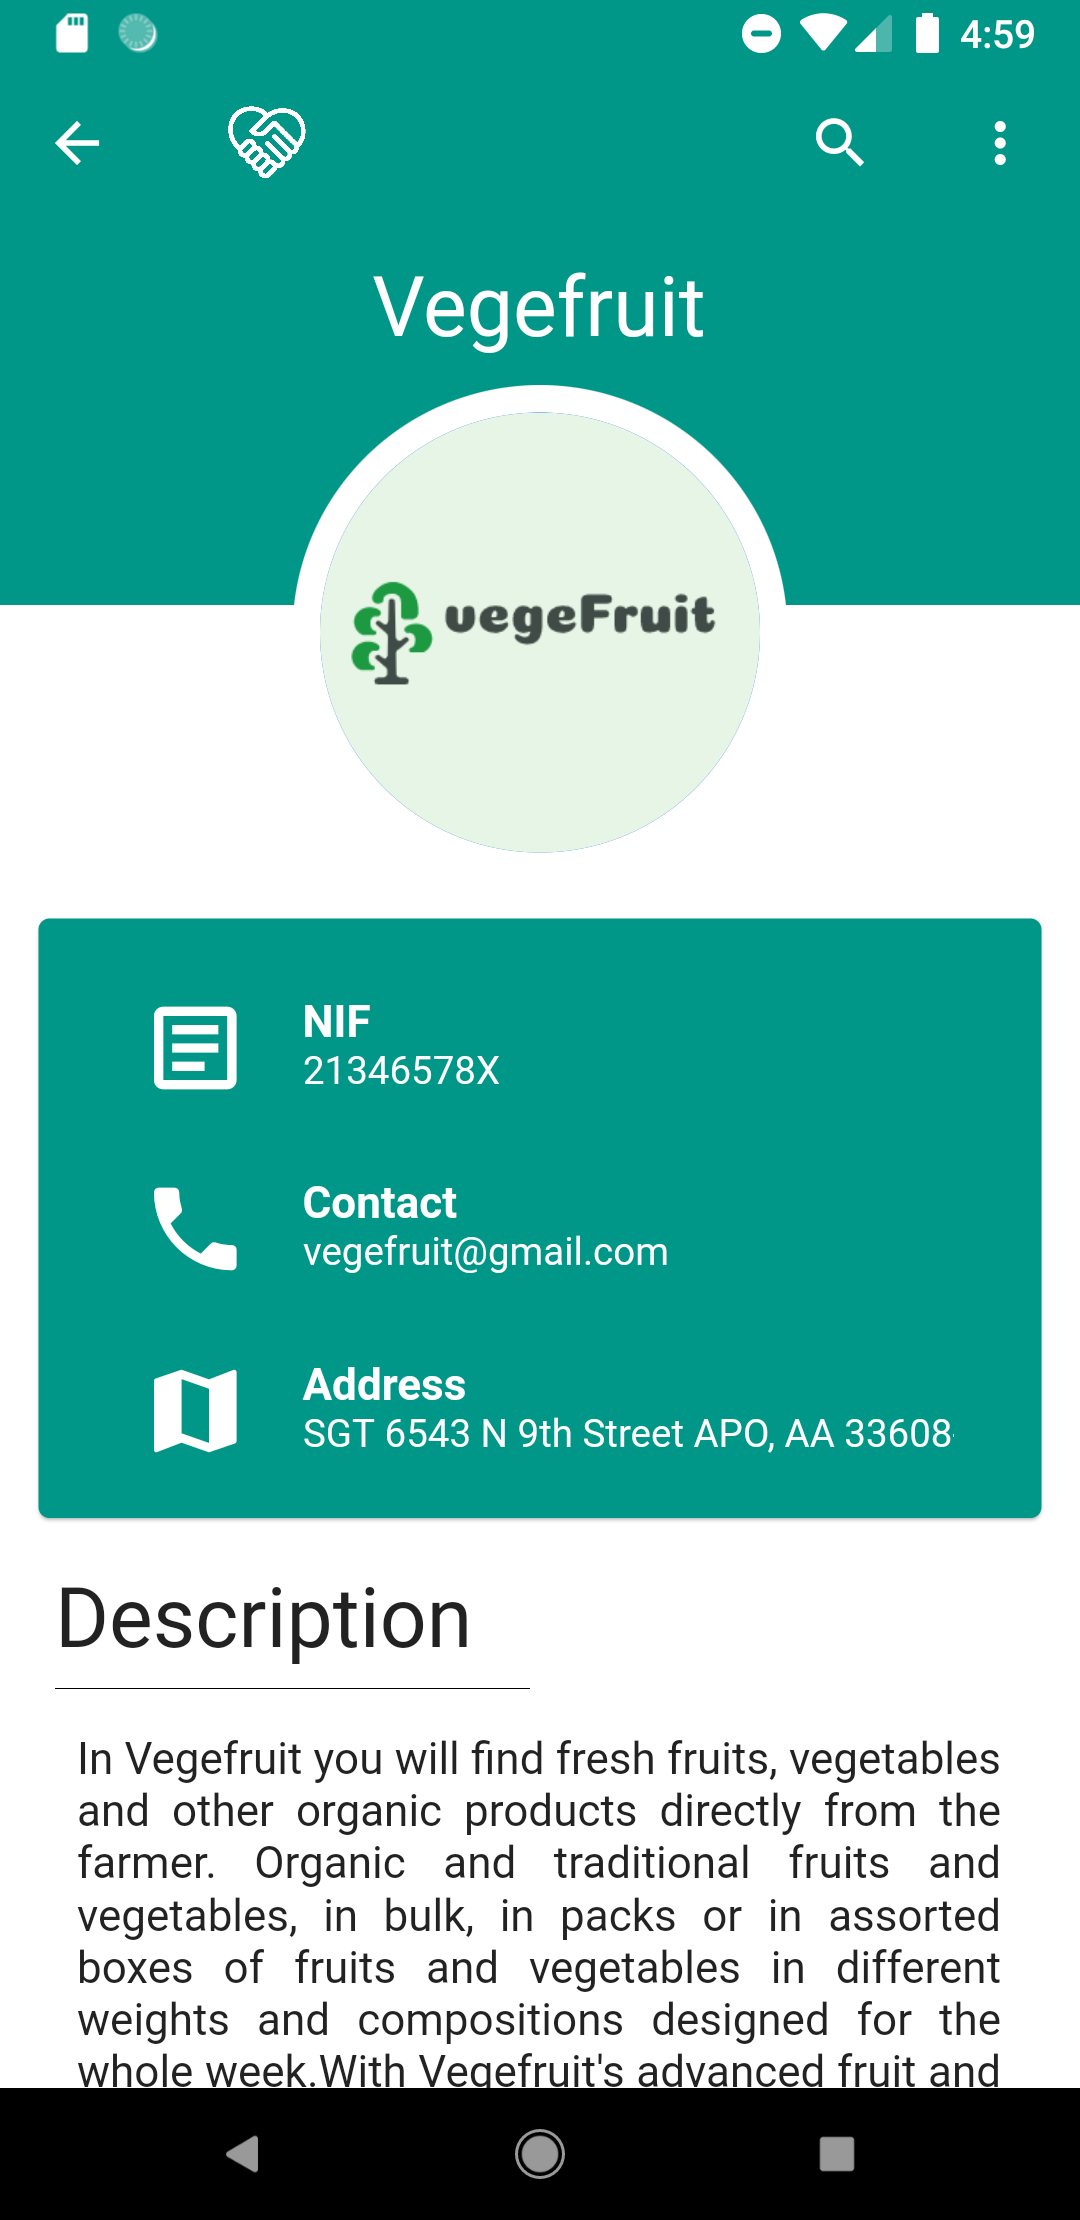 4:59
Vegefruit
vegeFruit
NIF
21346578X
Contact
vegefruit@gmail.com
Address
SGT 6543 N 9th Street APO, AA 33608-
Description
In Vegefruit you will find fresh fruits, vegetables
and other organic products directly from the
farmer. Organic and traditional fruits and
vegetables, in bulk, in packs or in assorted
boxes of fruits and vegetables in different
weights and compositions designed for the
whole week.With Vegefruit's advanced fruit and